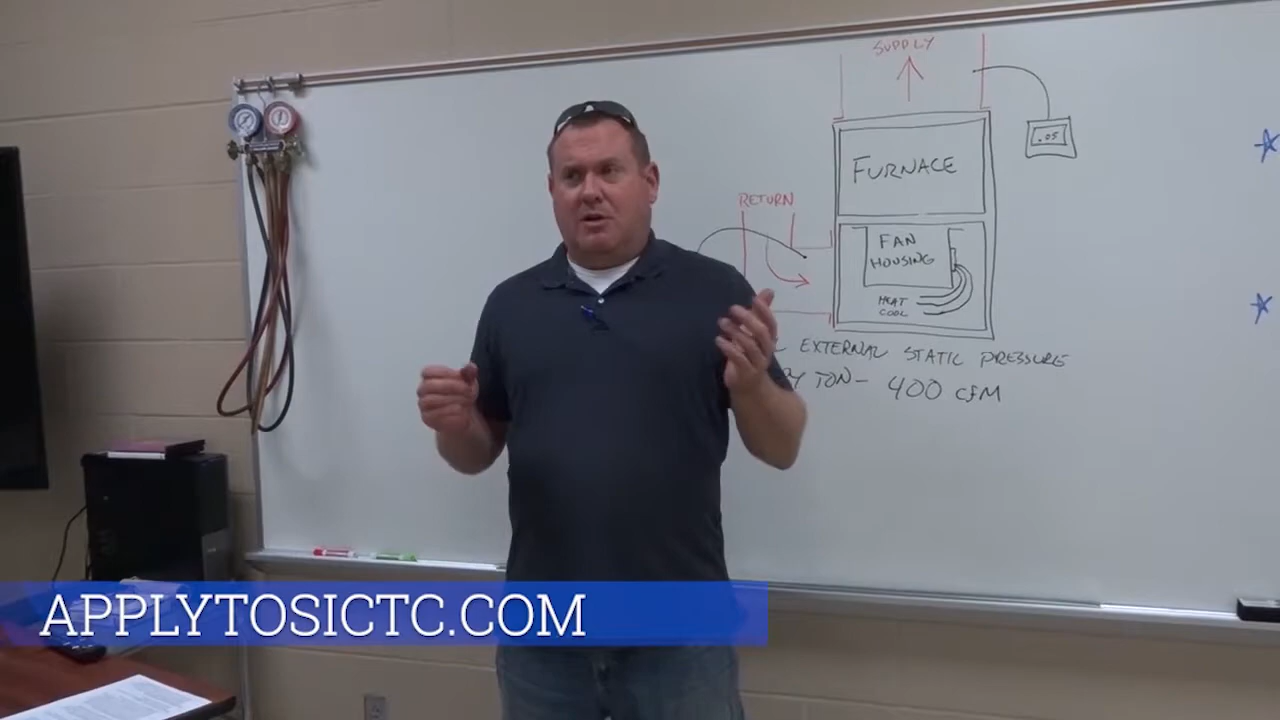 SUPPLY
.05
FURNACE
RETURN
FAN
HOUSING
HEAT
COOL
EXTERNAL STATIC PRESSURE
TON - 400 CFM
APPLYTOSICTC.COM